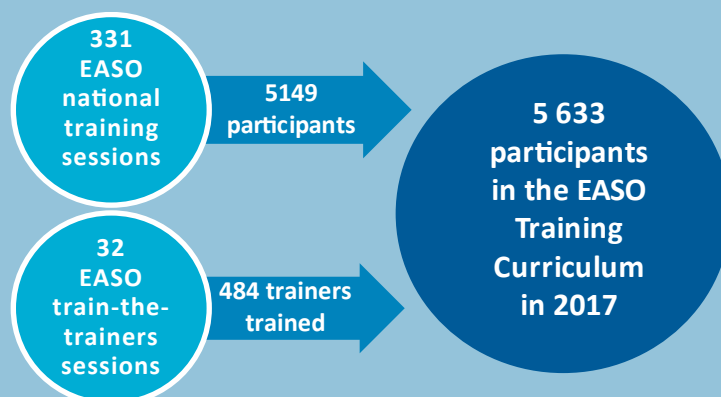 331
EASO
national
training
sessions
5149
participants
32
EASO
train-the-
trainers
sessions
484 trainers
trained
5 633
participants
in the EASO
Training
Curriculum
in 2017